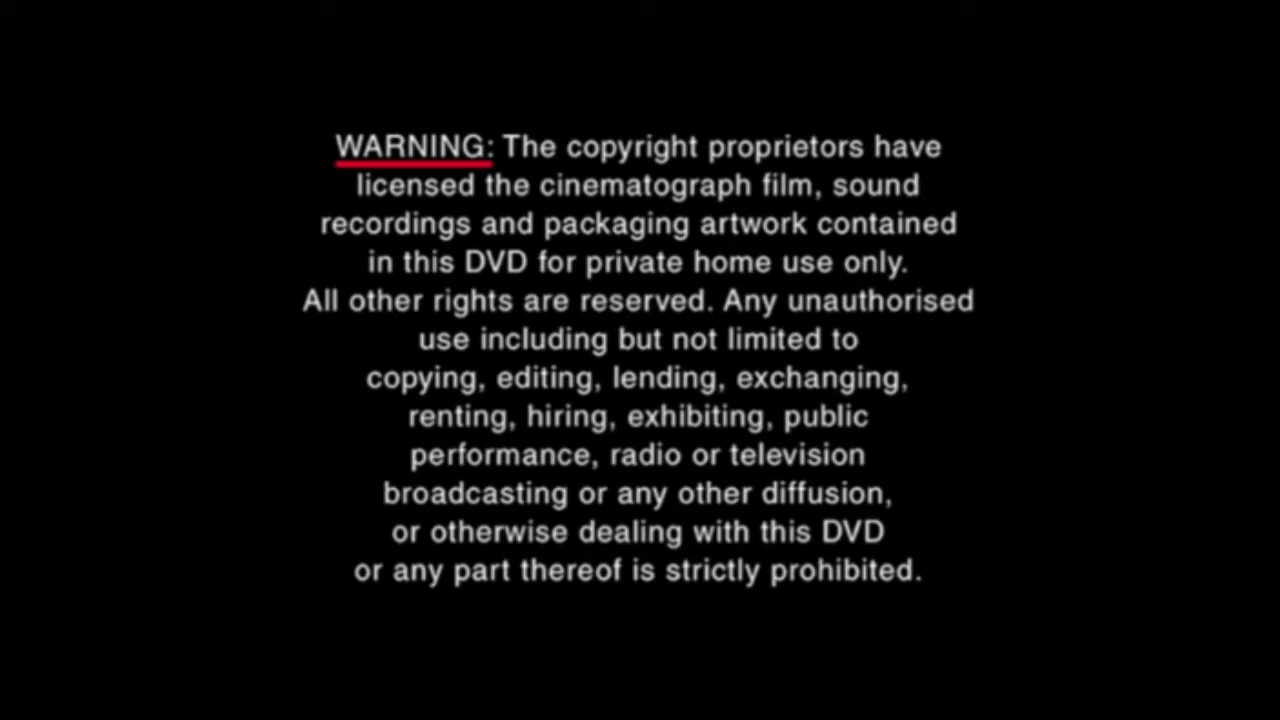 WARNING: The copyright proprietors have
licensed the cinematograph film, sound
recordings and packaging artwork contained
in this DVD for private home use only.
All other rights are reserved. Any unauthorised
use including but not limited to
copying, editing, lending, exchanging,
renting, hiring, exhibiting, public
performance, radio or television
broadcasting or any other diffusion,
or otherwise dealing with this DVD
or any part thereof is strictly prohibited.